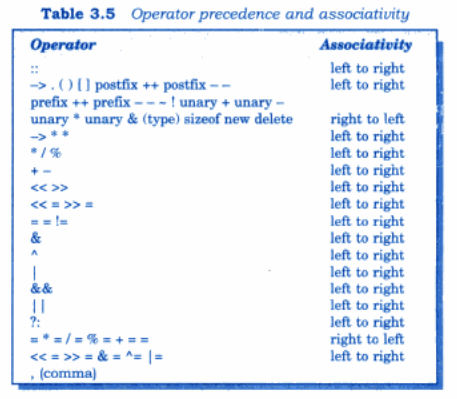 Table 3.5 Operator precedence and associativity
Operator Associativity
:: left to right
–> . ( ) [ ] postfix ++ postfix – – left to right
prefix ++ prefix – – ~ ! unary + unary –
unary * unary & (type) sizeof new delete right to left
–> * * left to right
* / % left to right
+ – left to right
<< >> left to right
<< = >> = left to right
= = != left to right
& left to right
^ left to right
| left to right
&& left to right
|| left to right
?: left to right
= * = / = % = + = = right to left
<< = >> = & = ^= |= left to right
, (comma)